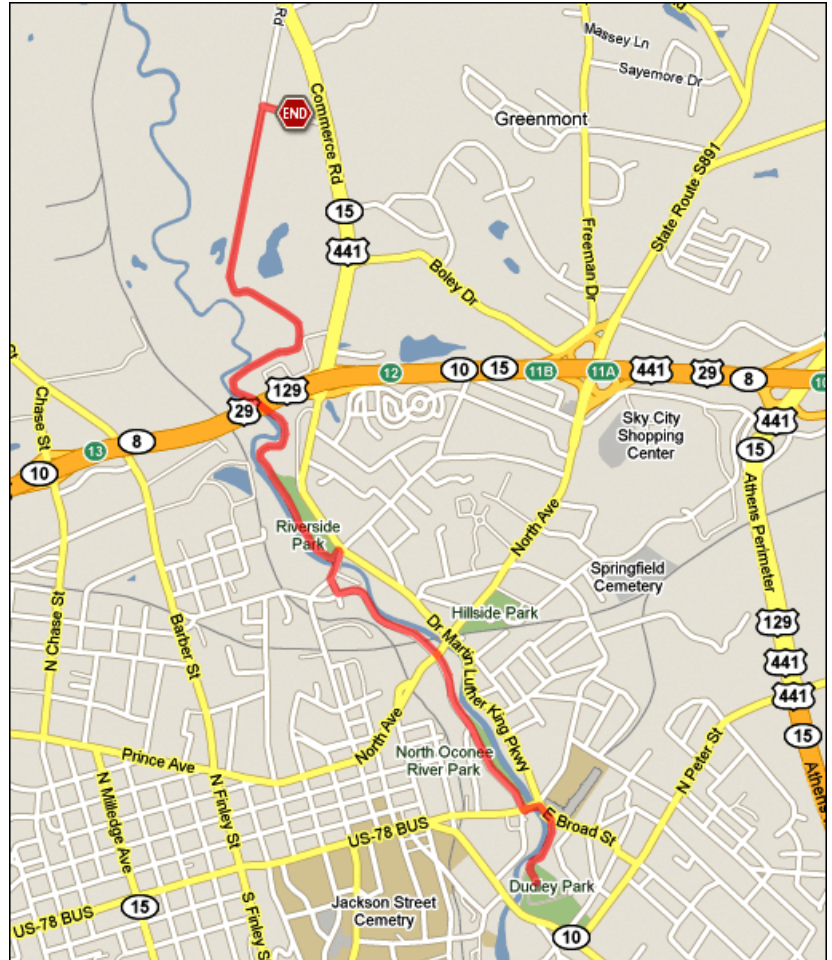 Rd
Massey Ln
Sayemore Dr
END
Commerce Rd
Greenmont
State Route S891
15
441
Freeman Dr
Boley Dr
St
Chase St
12
10
15
11B
11A
441
29
8
10
129
29
13
8
10
Sky City
Shopping
Center
441
15
Athens Perimeter
North Ave
Riverside
Park
Springfield
Cemetery
N Chase St
Barber St
Hillside Park
Dr Martin Luther King Pkwy
129
441
441
15
Athens
North Ave
Prince Ave
North Oconee
River Park
N Peter St
N Milledge Ave
N Finley St
US-78 BUS
E Broad St
Dudley Park
15
US-78 BUS
S Finley S
Jackson Street
Cemetry
10